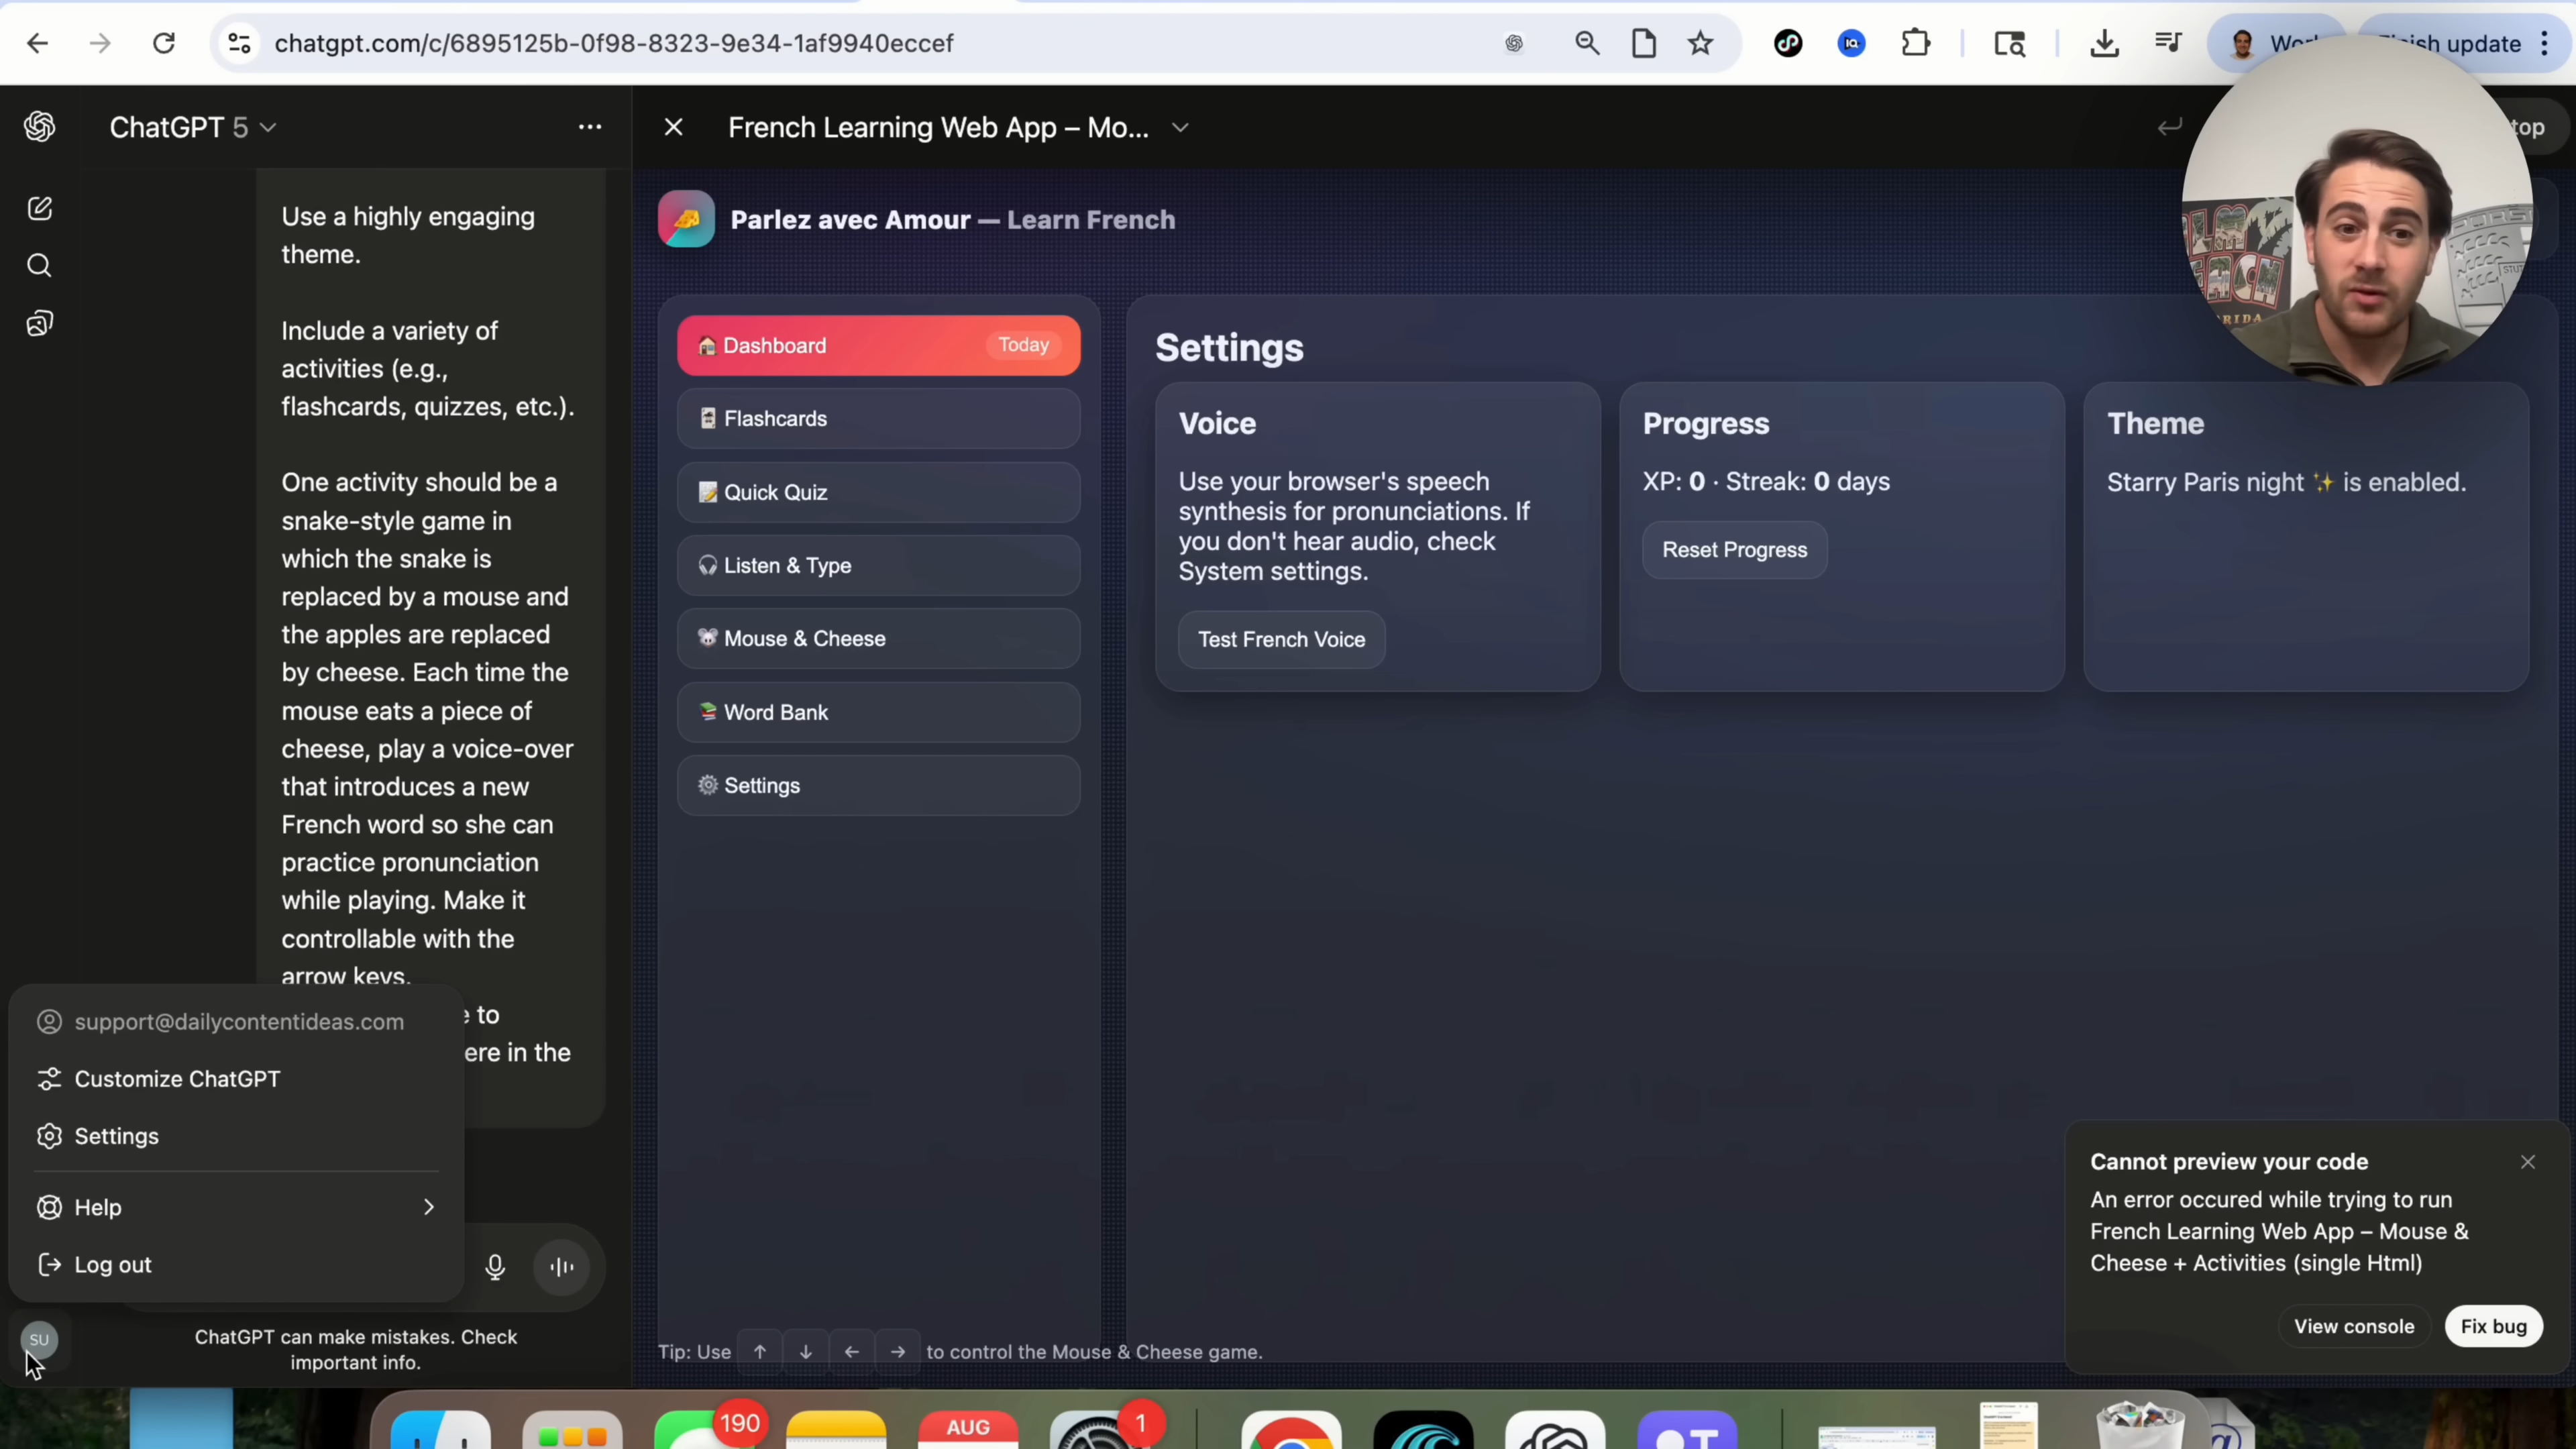 chatgpt.com/c/6895125b-0f98-8323-9e34-1af9940eccef
update
ChatGPT 5
French Learning Web App – Mo...
Use a highly engaging
theme.
Include a variety of
activities (e.g.,
flashcards, quizzes, etc.).
One activity should be a
snake-style game in
which the snake is
replaced by a mouse and
the apples are replaced
by cheese. Each time the
mouse eats a piece of
cheese, play a voice-over
that introduces a new
French word so she can
practice pronunciation
while playing. Make it
controllable with the
arrow keys.
to
in the
support@dailycontentideas.com
Customize ChatGPT
Settings
Help
Log out
SU
ChatGPT can make mistakes. Check
important info.
Parlez avec Amour — Learn French
Dashboard Today
Flashcards
Quick Quiz
Listen & Type
Mouse & Cheese
Word Bank
Settings
Settings
Voice
Use your browser's speech
synthesis for pronunciations. If
you don't hear audio, check
System settings.
Test French Voice
Progress
XP: 0 · Streak: 0 days
Reset Progress
Theme
Starry Paris night ✨ is enabled.
Tip: Use ↑ ↓ ← → to control the Mouse & Cheese game.
Cannot preview your code
An error occured while trying to run
French Learning Web App – Mouse &
Cheese + Activities (single Html)
View console
Fix bug
190
AUG
1